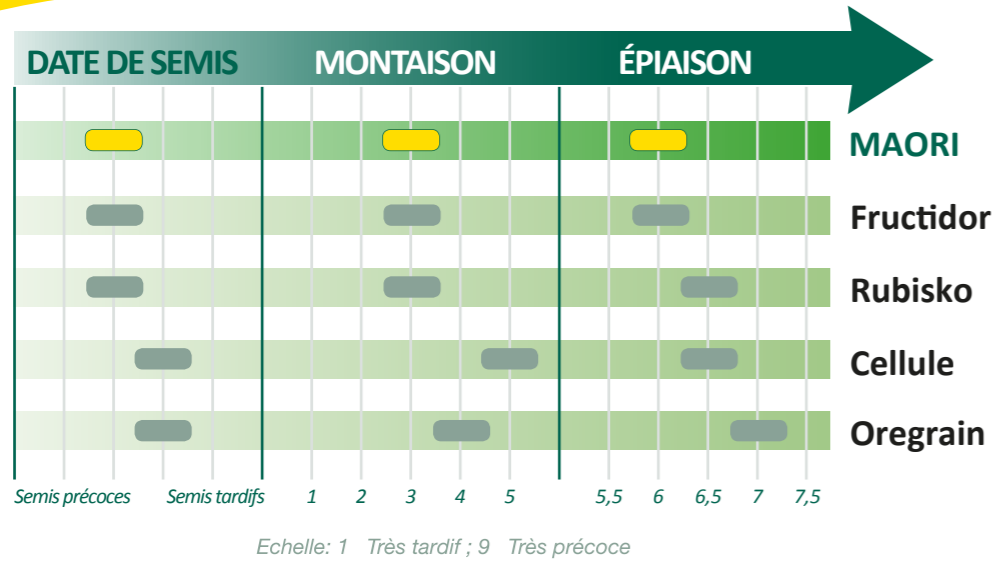 DATE DE SEMIS MONTAISON ÉPIAISON
MAORI
Fructidor
Rubisko
Cellule
Oregrain
Semis précoces Semis tardifs 1 2 3 4 5 5,5 6 6,5 7 7,5
Echelle: 1 Très tardif ; 9 Très précoce